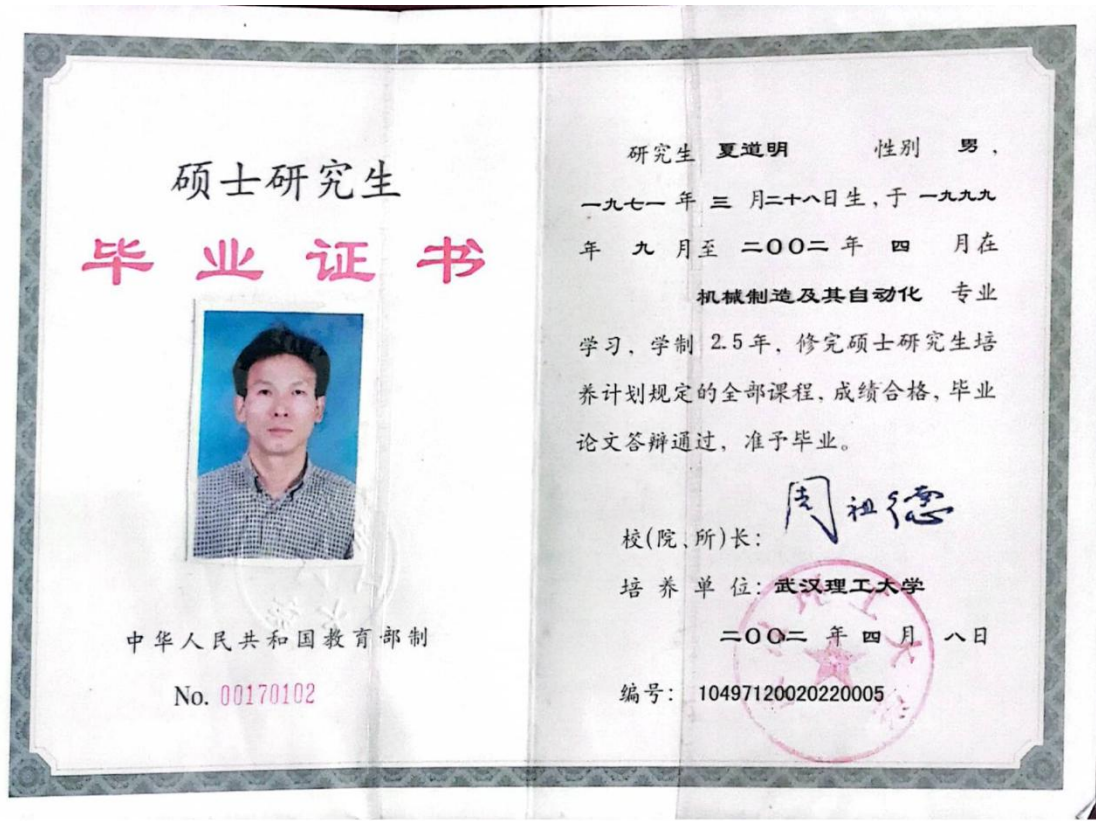 硕士研究生
毕业证书
中华人民共和国教育部制
No. 00170102
研究生 夏道明 性别 男，
一九七一 年 三 月二十八日生，于 一九九九
年 九 月至 二〇〇二 年 四 月在
机械制造及其自动化 专业
学习，学制 2.5年，修完硕士研究生培
养计划规定的全部课程，成绩合格，毕业
论文答辩通过，准予毕业。
校(院、所)长：周祖德
培养单位：武汉理工大学
二〇〇二 年 四 月 八日
编号： 10497120020220005